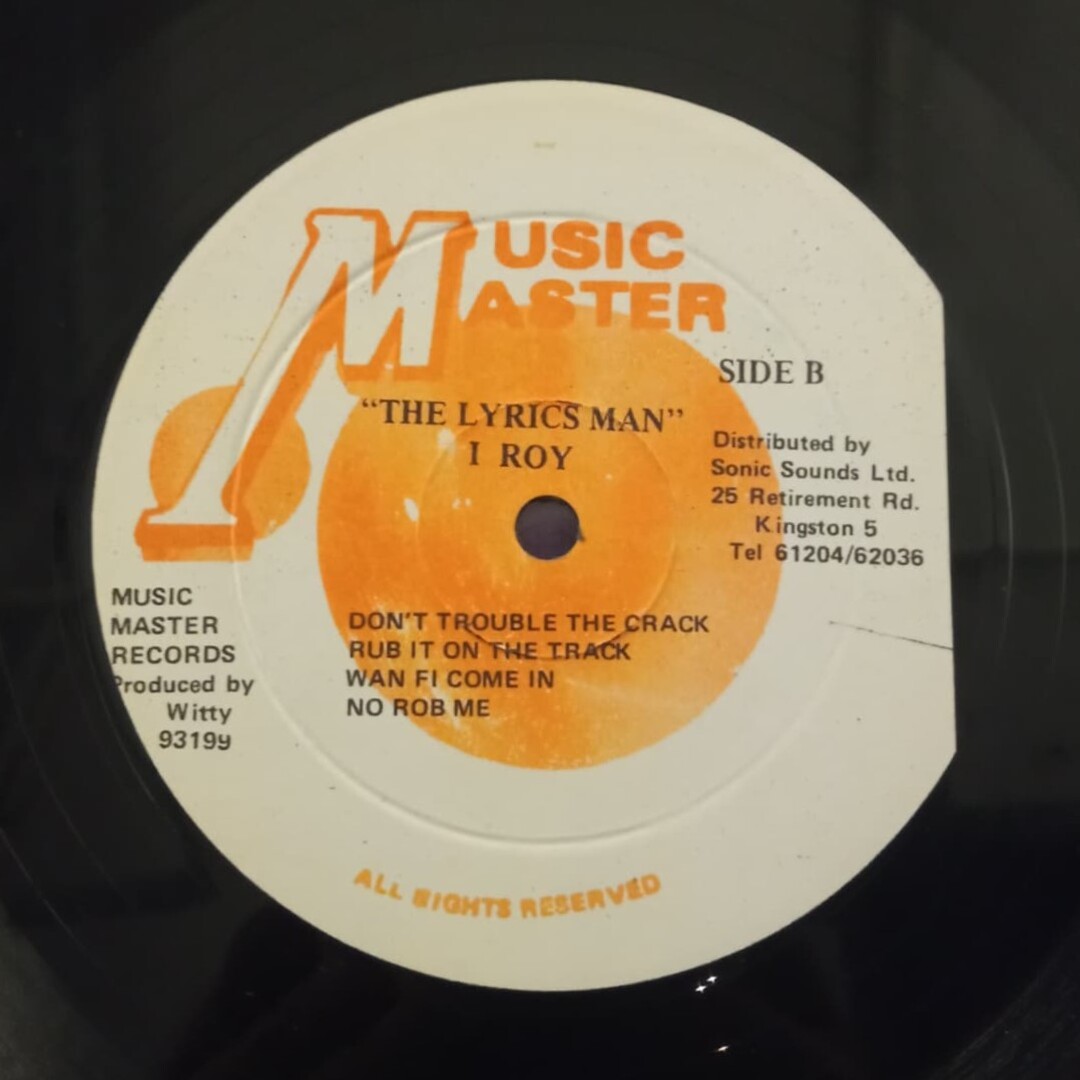 MUSIC
MASTER
SIDE B
“THE LYRICS MAN”
I ROY
Distributed by
Sonic Sounds Ltd.
25 Retirement Rd.
Kingston 5
Tel 61204/62036
MUSIC
MASTER
RECORDS
Produced by
Witty
93199
DON'T TROUBLE THE CRACK
RUB IT ON THE TRACK
WAN FI COME IN
NO ROB ME
ALL RIGHTS RESERVED